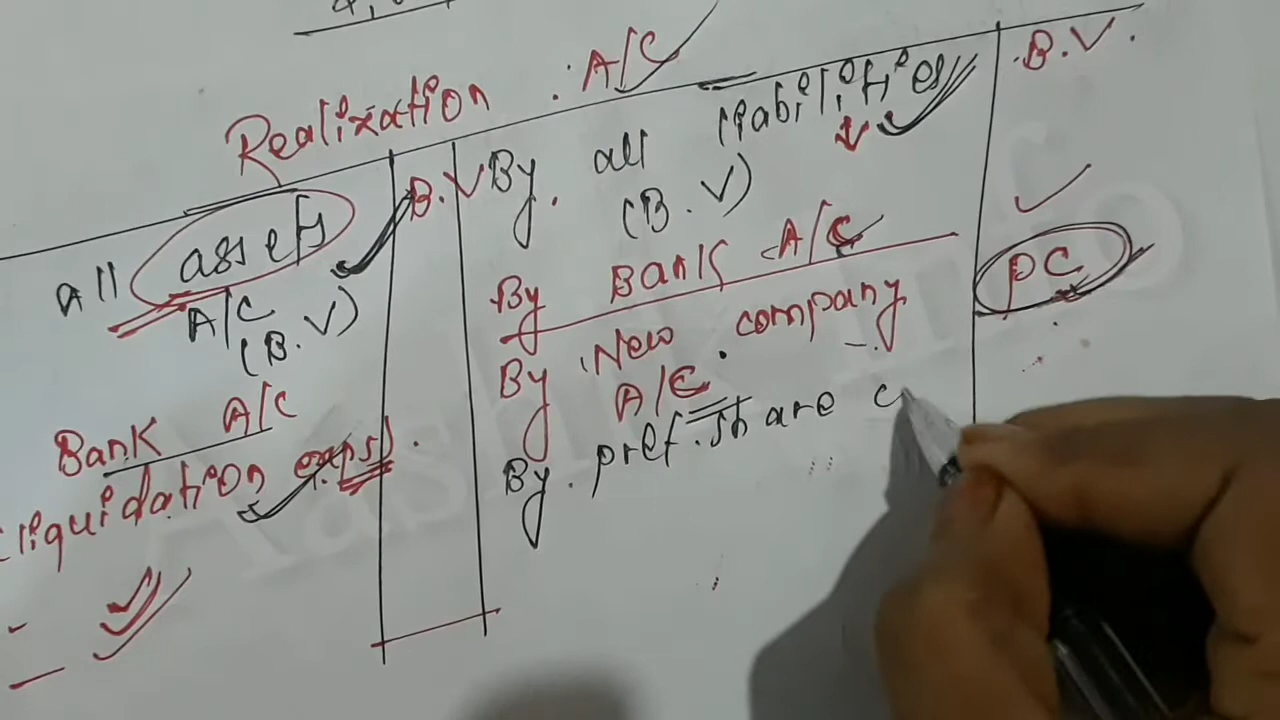 Realization A/C
B.V
all assets
A/C
(B.V)
Bank A/C
liquidation exps).
B.V.
By. all liabilities
(B.V)
By Bank A/C
By New company
A/C
PC
By. pref. share